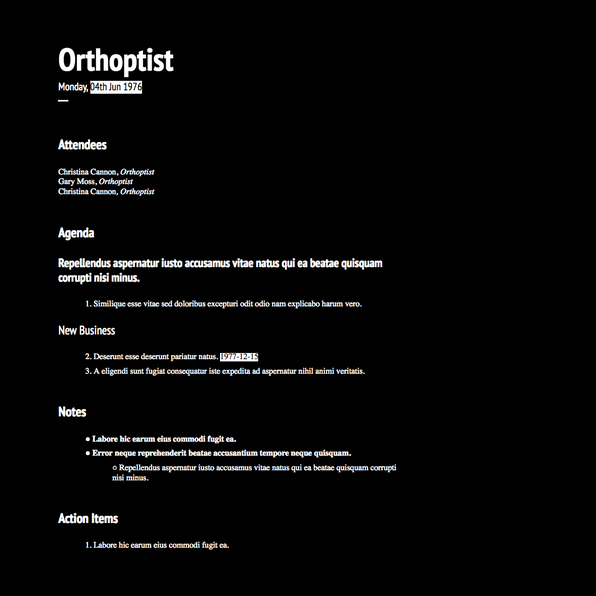 Orthoptist
Monday, 04th Jun 1976
Attendees
Christina Cannon, Orthoptist
Gary Moss, Orthoptist
Christina Cannon, Orthoptist
Agenda
Repellendus aspernatur iusto accusamus vitae natus qui ea beatae quisquam
corrupti nisi minus.
1. Similique esse vitae sed doloribus excepturi odit odio nam explicabo harum vero.
New Business
2. Deserunt esse deserunt pariatur natus. 1977-12-15
3. A eligendi sunt fugiat consequatur iste expedita ad aspernatur nihil animi veritatis.
Notes
● Labore hic earum eius commodi fugit ea.
● Error neque reprehenderit beatae accusantium tempore neque quisquam.
○ Repellendus aspernatur iusto accusamus vitae natus qui ea beatae quisquam corrupti
nisi minus.
Action Items
1. Labore hic earum eius commodi fugit ea.